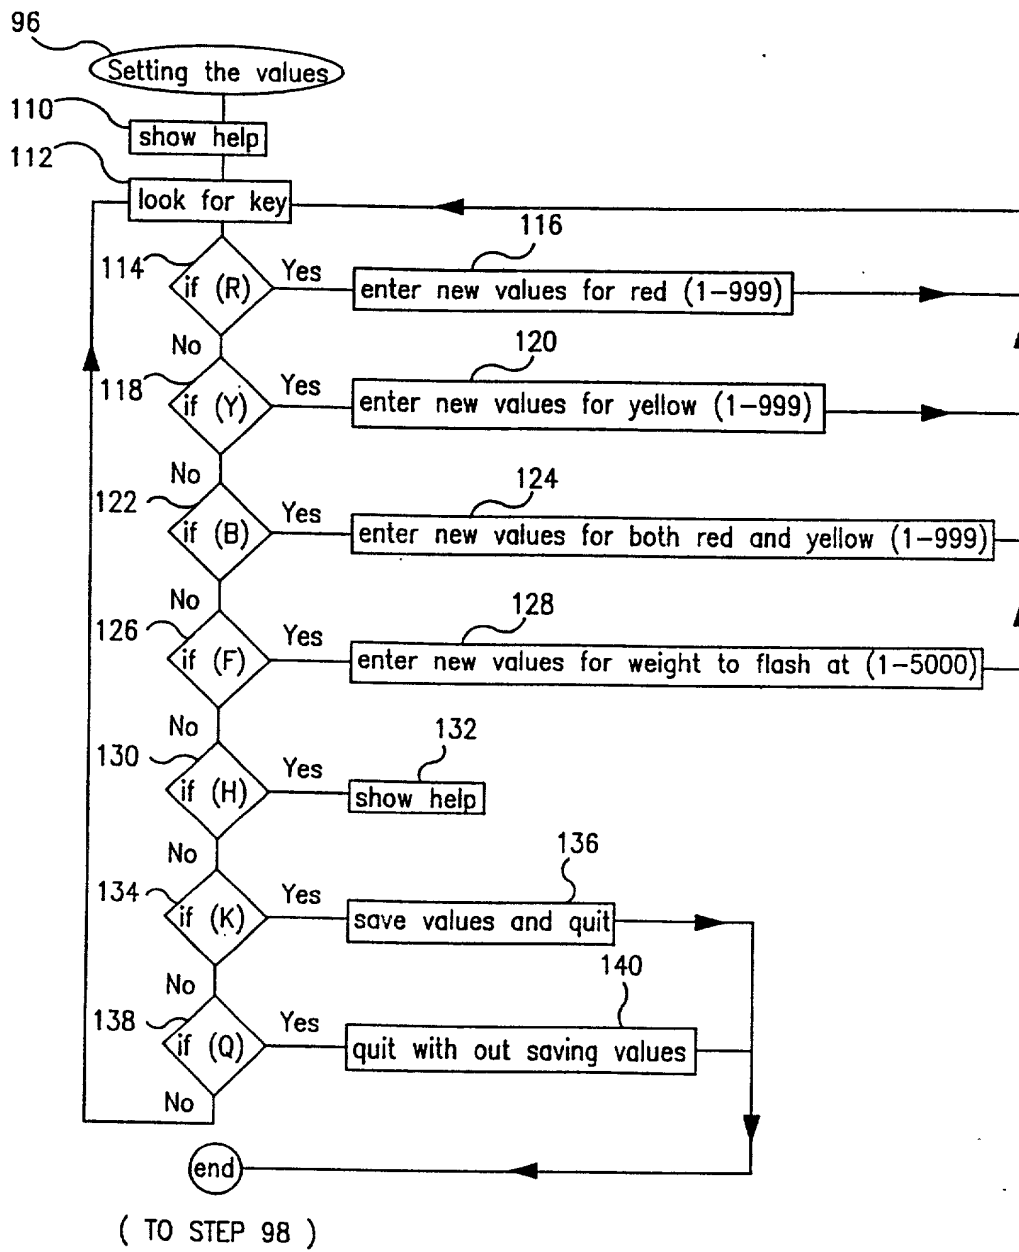 96
Setting the values
110
show help
112
look for key
116
114
if (R)
Yes
enter new values for red (1-999)
No
120
118
if (Y)
Yes
enter new values for yellow (1-999)
No
124
122
if (B)
Yes
enter new values for both red and yellow (1-999)
No
128
126
if (F)
Yes
enter new values for weight to flash at (1-5000)
No
132
130
if (H)
Yes
show help
No
136
134
if (K)
Yes
save values and quit
No
140
138
if (Q)
Yes
quit with out saving values
No
end
( TO STEP 98 )